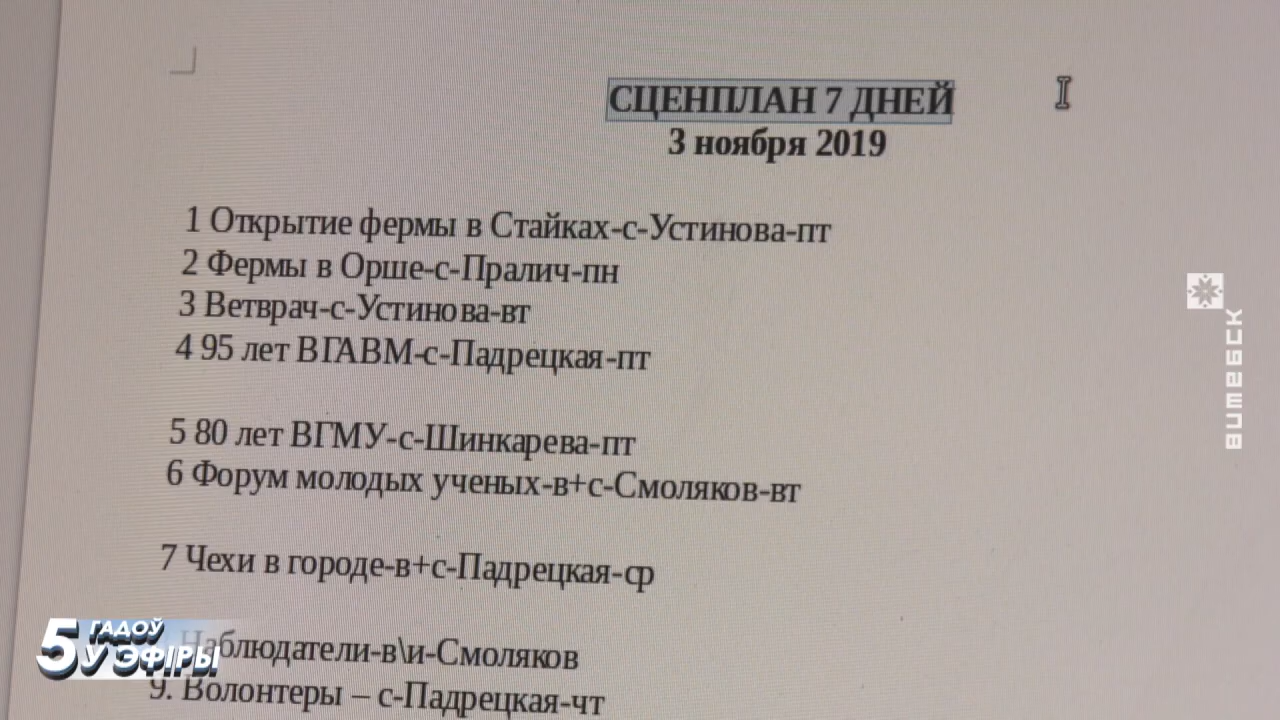 СЦЕНПЛАН 7 ДНЕЙ
3 ноября 2019
1 Открытие фермы в Стайках-с-Устинова-пт
2 Фермы в Орше-с-Пралич-пн
3 Ветврач-с-Устинова-вт
4 95 лет ВГАВМ-с-Падрецкая-пт
5 80 лет ВГМУ-с-Шинкарева-пт
6 Форум молодых ученых-в+с-Смоляков-вт
7 Чехи в городе-в+с-Падрецкая-ср
Наблюдатели-в\и-Смоляков
9. Волонтеры – с-Падрецкая-чт
5 ГАДОЎ
У ЭФІРЫ
ВИТЕБСК